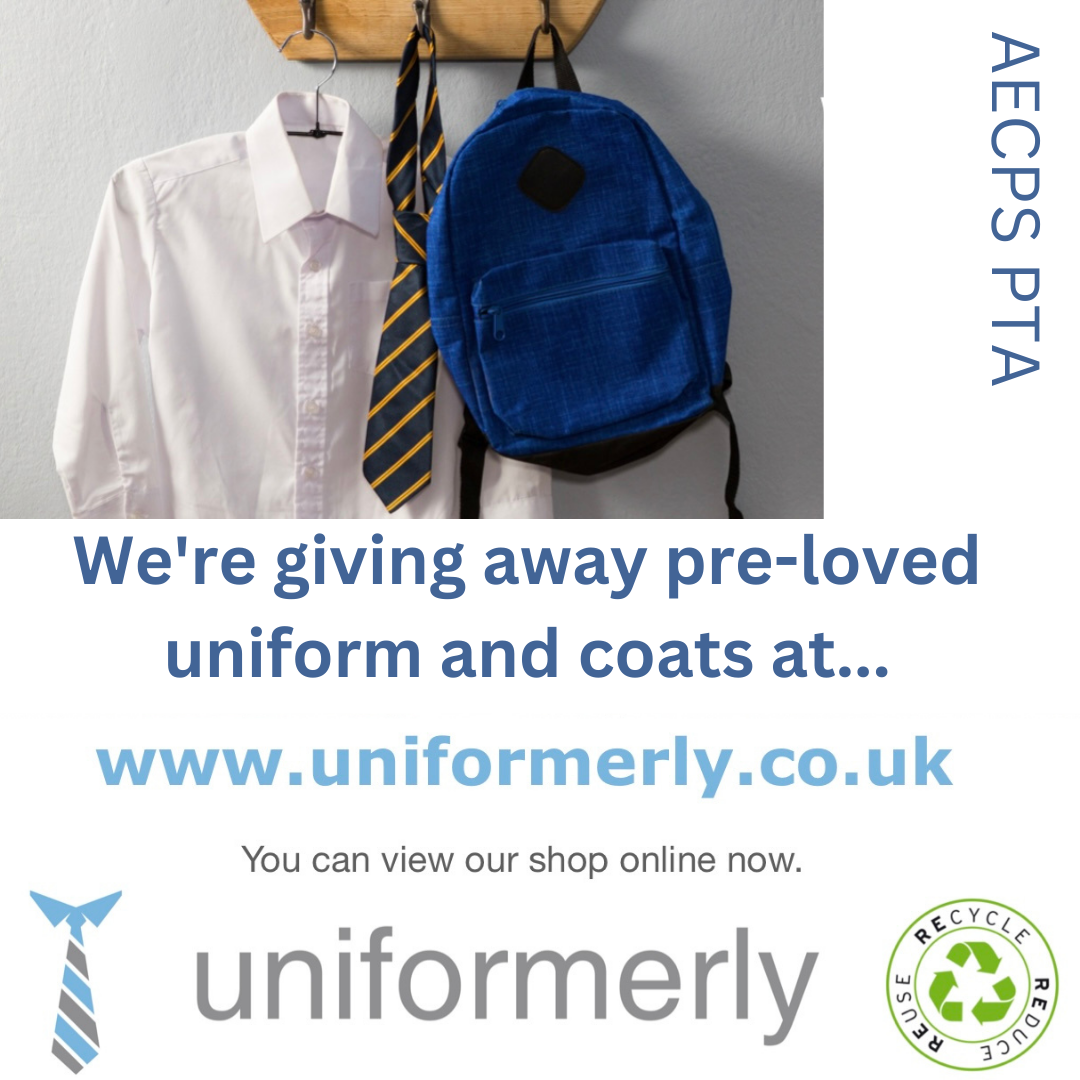 AECPS PTA
We're giving away pre-loved
uniform and coats at...
www.uniformerly.co.uk
You can view our shop online now.
uniformerly
RECYCLE
REDUCE
REUSE